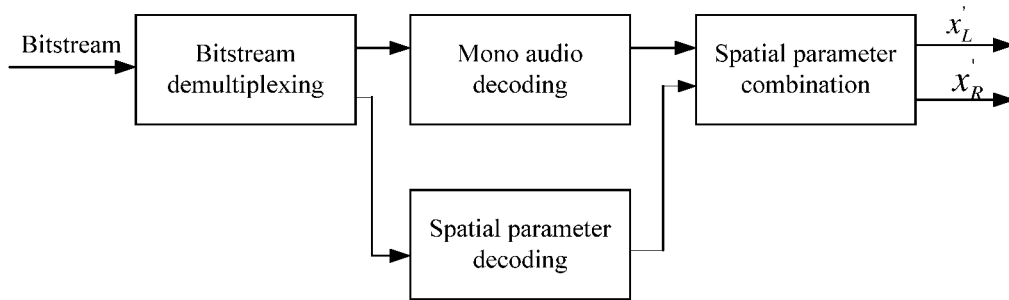 Bitstream
Bitstream
demultiplexing
Mono audio
decoding
Spatial parameter
combination
x'L
x'R
Spatial parameter
decoding